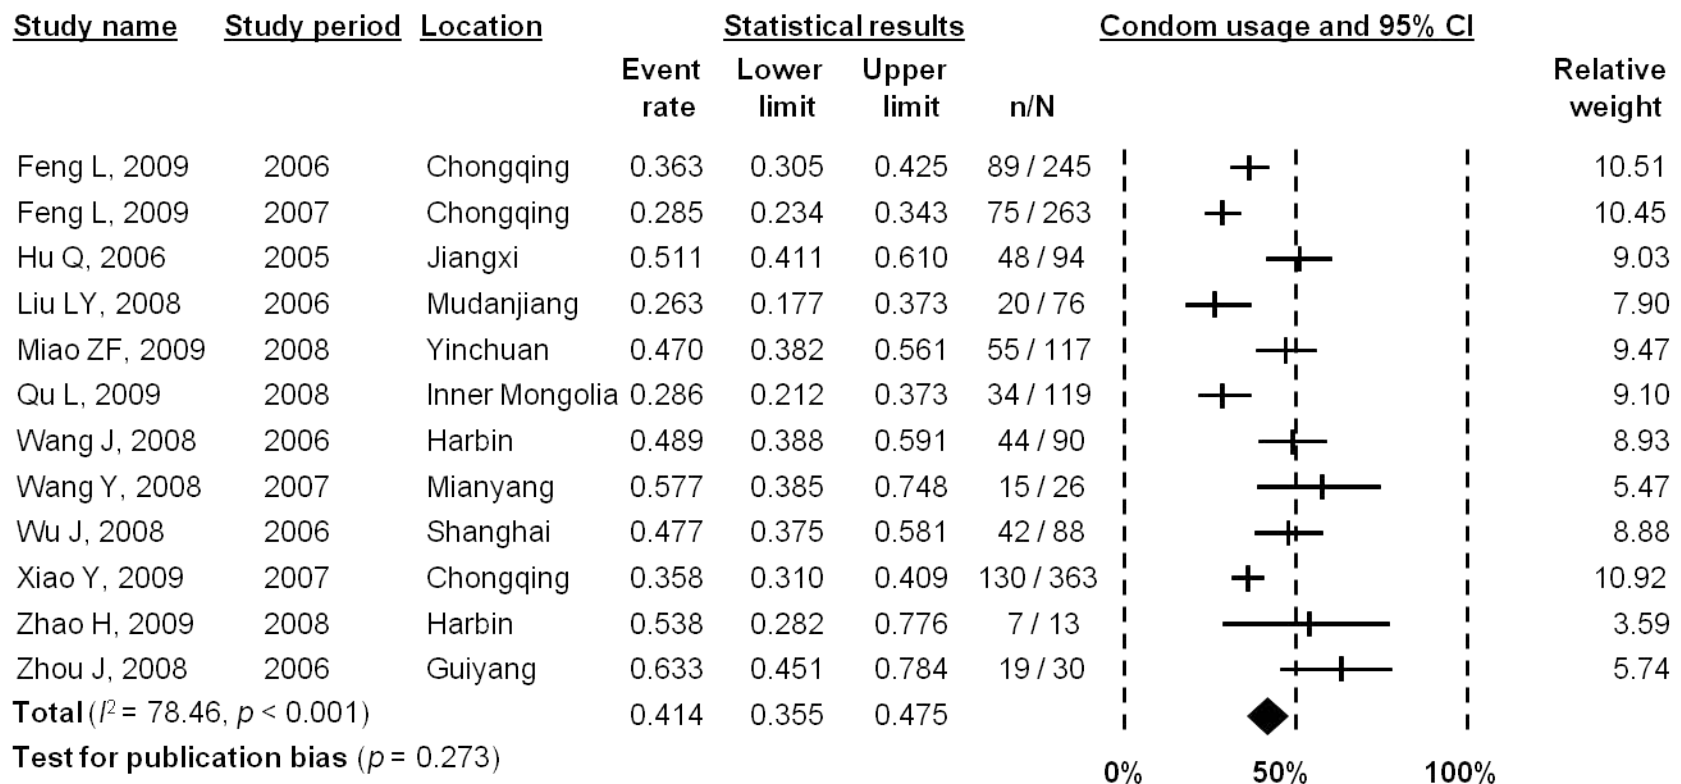 Study name Study period Location Statistical results Condom usage and 95% CI
Event Lower Upper Relative
rate limit limit n/N weight
Feng L, 2009 2006 Chongqing 0.363 0.305 0.425 89 / 245 10.51
Feng L, 2009 2007 Chongqing 0.285 0.234 0.343 75 / 263 10.45
Hu Q, 2006 2005 Jiangxi 0.511 0.411 0.610 48 / 94 9.03
Liu LY, 2008 2006 Mudanjiang 0.263 0.177 0.373 20 / 76 7.90
Miao ZF, 2009 2008 Yinchuan 0.470 0.382 0.561 55 / 117 9.47
Qu L, 2009 2008 Inner Mongolia 0.286 0.212 0.373 34 / 119 9.10
Wang J, 2008 2006 Harbin 0.489 0.388 0.591 44 / 90 8.93
Wang Y, 2008 2007 Mianyang 0.577 0.385 0.748 15 / 26 5.47
Wu J, 2008 2006 Shanghai 0.477 0.375 0.581 42 / 88 8.88
Xiao Y, 2009 2007 Chongqing 0.358 0.310 0.409 130 / 363 10.92
Zhao H, 2009 2008 Harbin 0.538 0.282 0.776 7 / 13 3.59
Zhou J, 2008 2006 Guiyang 0.633 0.451 0.784 19 / 30 5.74
Total (I² = 78.46, p < 0.001) 0.414 0.355 0.475
Test for publication bias (p = 0.273)
0% 50% 100%